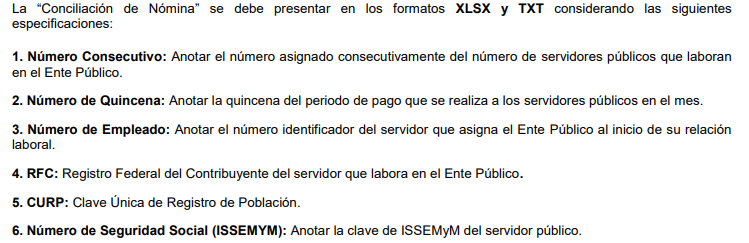 La “Conciliación de Nómina” se debe presentar en los formatos XLSX y TXT considerando las siguientes
especificaciones:
1. Número Consecutivo: Anotar el número asignado consecutivamente del número de servidores públicos que laboran
en el Ente Público.
2. Número de Quincena: Anotar la quincena del periodo de pago que se realiza a los servidores públicos en el mes.
3. Número de Empleado: Anotar el número identificador del servidor que asigna el Ente Público al inicio de su relación
laboral.
4. RFC: Registro Federal del Contribuyente del servidor que labora en el Ente Público.
5. CURP: Clave Única de Registro de Población.
6. Número de Seguridad Social (ISSEMYM): Anotar la clave de ISSEMyM del servidor público.